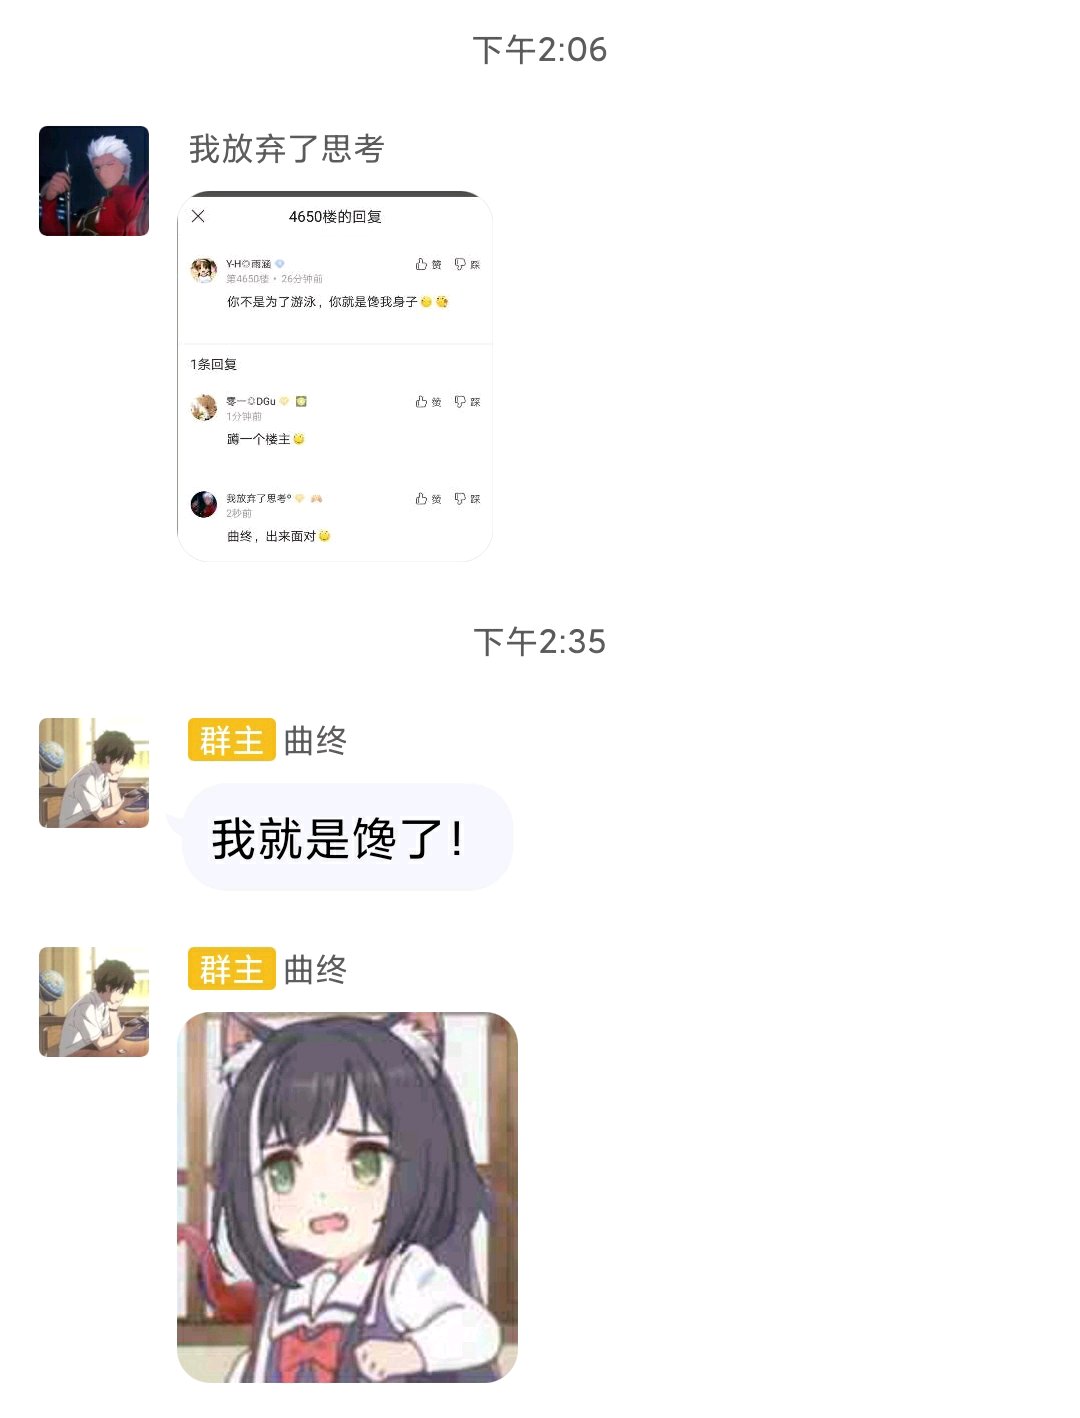 下午2:06
我放弃了思考
4650楼的回复
Y-H◎雨涵
赞
踩
第4650楼 • 26分钟前
你不是为了游泳，你就是馋我身子
1条回复
零一✩DGu
赞
踩
1分钟前
蹲一个楼主
我放弃了思考°
赞
踩
2秒前
曲终，出来面对
下午2:35
群主 曲终
我就是馋了!
群主 曲终